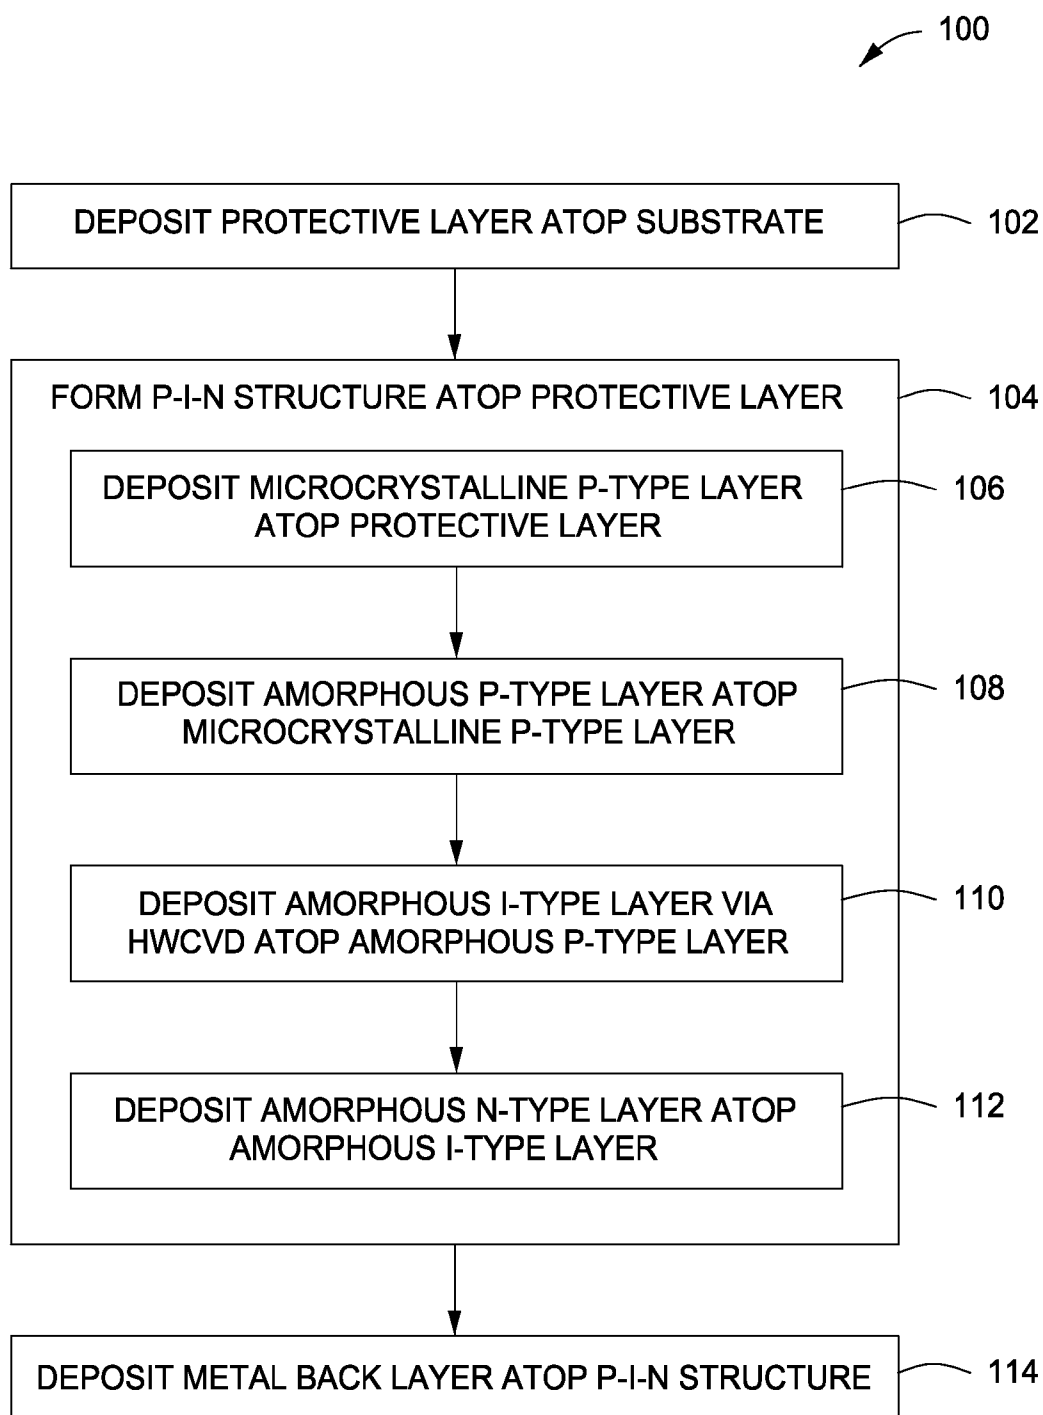 100
DEPOSIT PROTECTIVE LAYER ATOP SUBSTRATE
102
FORM P-I-N STRUCTURE ATOP PROTECTIVE LAYER
104
DEPOSIT MICROCRYSTALLINE P-TYPE LAYER
ATOP PROTECTIVE LAYER
106
DEPOSIT AMORPHOUS P-TYPE LAYER ATOP
MICROCRYSTALLINE P-TYPE LAYER
108
DEPOSIT AMORPHOUS I-TYPE LAYER VIA
HWCVD ATOP AMORPHOUS P-TYPE LAYER
110
DEPOSIT AMORPHOUS N-TYPE LAYER ATOP
AMORPHOUS I-TYPE LAYER
112
DEPOSIT METAL BACK LAYER ATOP P-I-N STRUCTURE
114